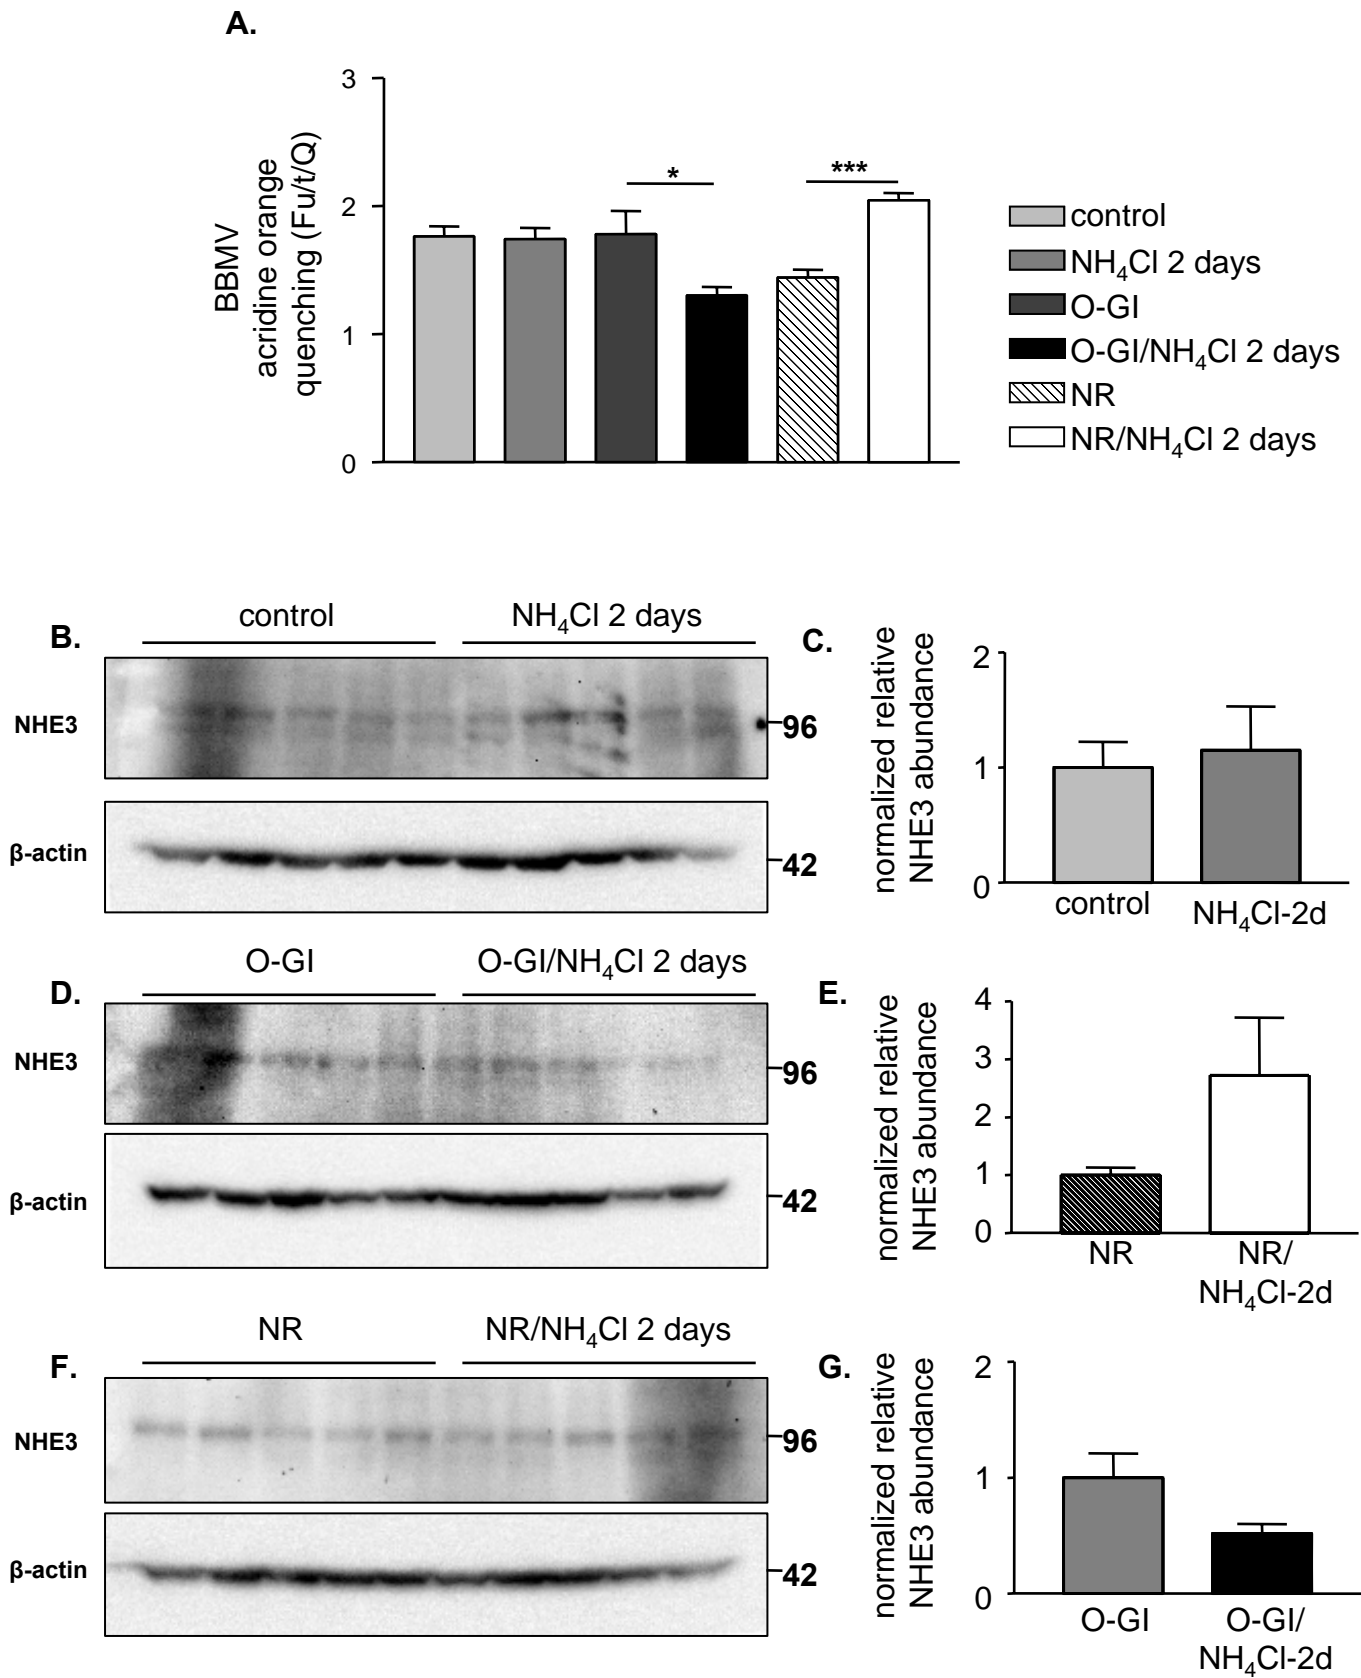 A.
BBMV
acridine orange
quenching (Fu/t/Q)
3
2
1
0
*
***
control
NH₄Cl 2 days
O-GI
O-GI/NH₄Cl 2 days
NR
NR/NH₄Cl 2 days
B.
control
NH₄Cl 2 days
NHE3
96
β-actin
42
C.
normalized relative
NHE3 abundance
2
1
0
control
NH₄Cl-2d
D.
O-GI
O-GI/NH₄Cl 2 days
NHE3
96
β-actin
42
E.
normalized relative
NHE3 abundance
4
3
2
1
0
NR
NR/
NH₄Cl-2d
F.
NR
NR/NH₄Cl 2 days
NHE3
96
β-actin
42
G.
normalized relative
NHE3 abundance
2
1
0
O-GI
O-GI/
NH₄Cl-2d